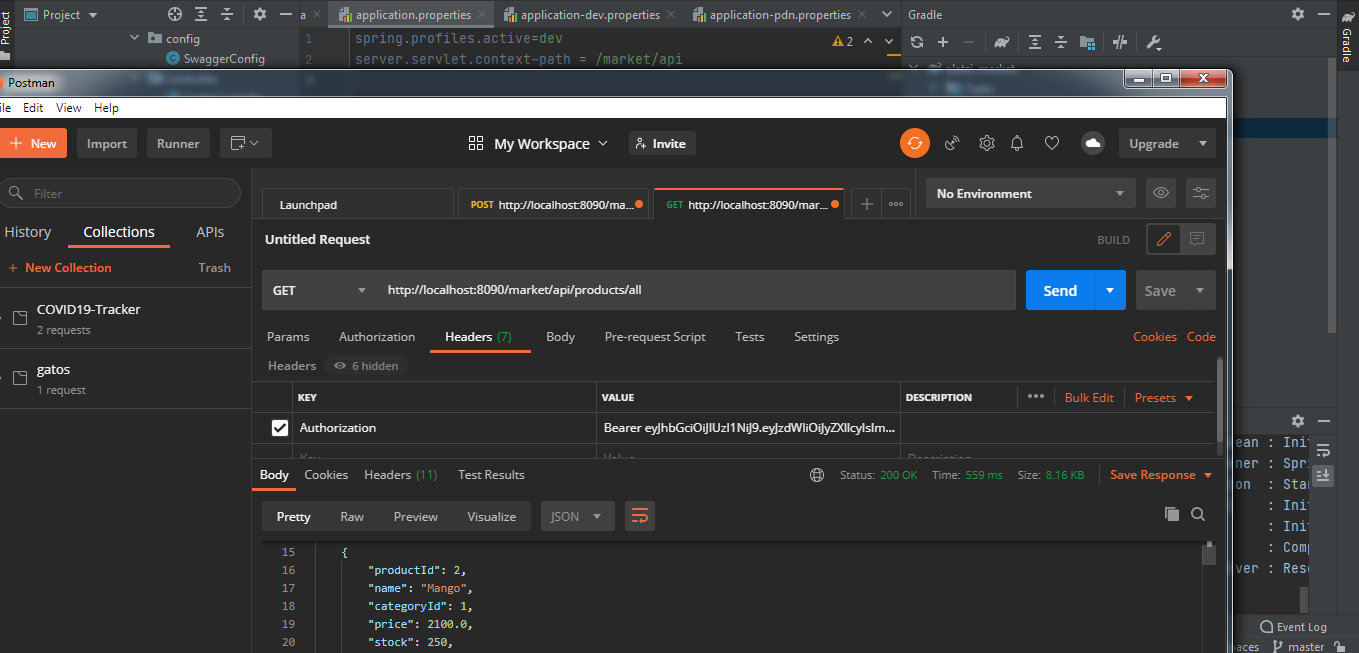 Project
application.properties
application-dev.properties
application-pdn.properties
Gradle
Project
config
SwaggerConfig
1 spring.profiles.active=dev
2 server.servlet.context-path = /market/api
2
Gradle
Postman
Edit View Help
New
Import
Runner
My Workspace
Invite
Upgrade
Filter
Launchpad
POST http://localhost:8090/ma...
GET http://localhost:8090/mar...
No Environment
History Collections APIs
New Collection
Trash
COVID19-Tracker
2 requests
gatos
1 request
Untitled Request
BUILD
GET
http://localhost:8090/market/api/products/all
Send
Save
Params Authorization Headers (7) Body Pre-request Script Tests Settings
Cookies Code
Headers 6 hidden
KEY VALUE DESCRIPTION
Bulk Edit Presets
Authorization
Bearer eyJhbGciOiJIUzI1NiJ9.eyJzdWIiOiJyZXllcyIsIm...
Key Value Description
Body Cookies Headers (11) Test Results
Status: 200 OK Time: 559 ms Size: 8.16 KB
Save Response
Pretty Raw Preview Visualize JSON
15 {
16 "productId": 2,
17 "name": "Mango",
18 "categoryId": 1,
19 "price": 2100.0,
20 "stock": 250,
ean : Ini
ner : Spr
on : Sta
: Ini
: Ini
: Com
ver : Res
Event Log
master